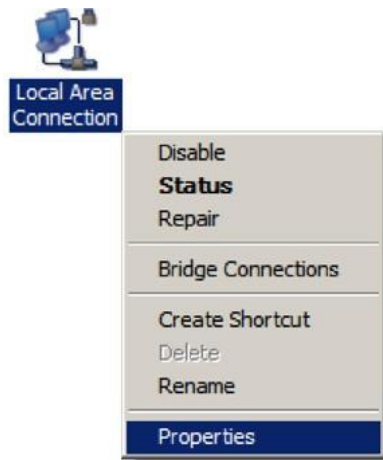 Local Area
Connection
Disable
Status
Repair
Bridge Connections
Create Shortcut
Delete
Rename
Properties